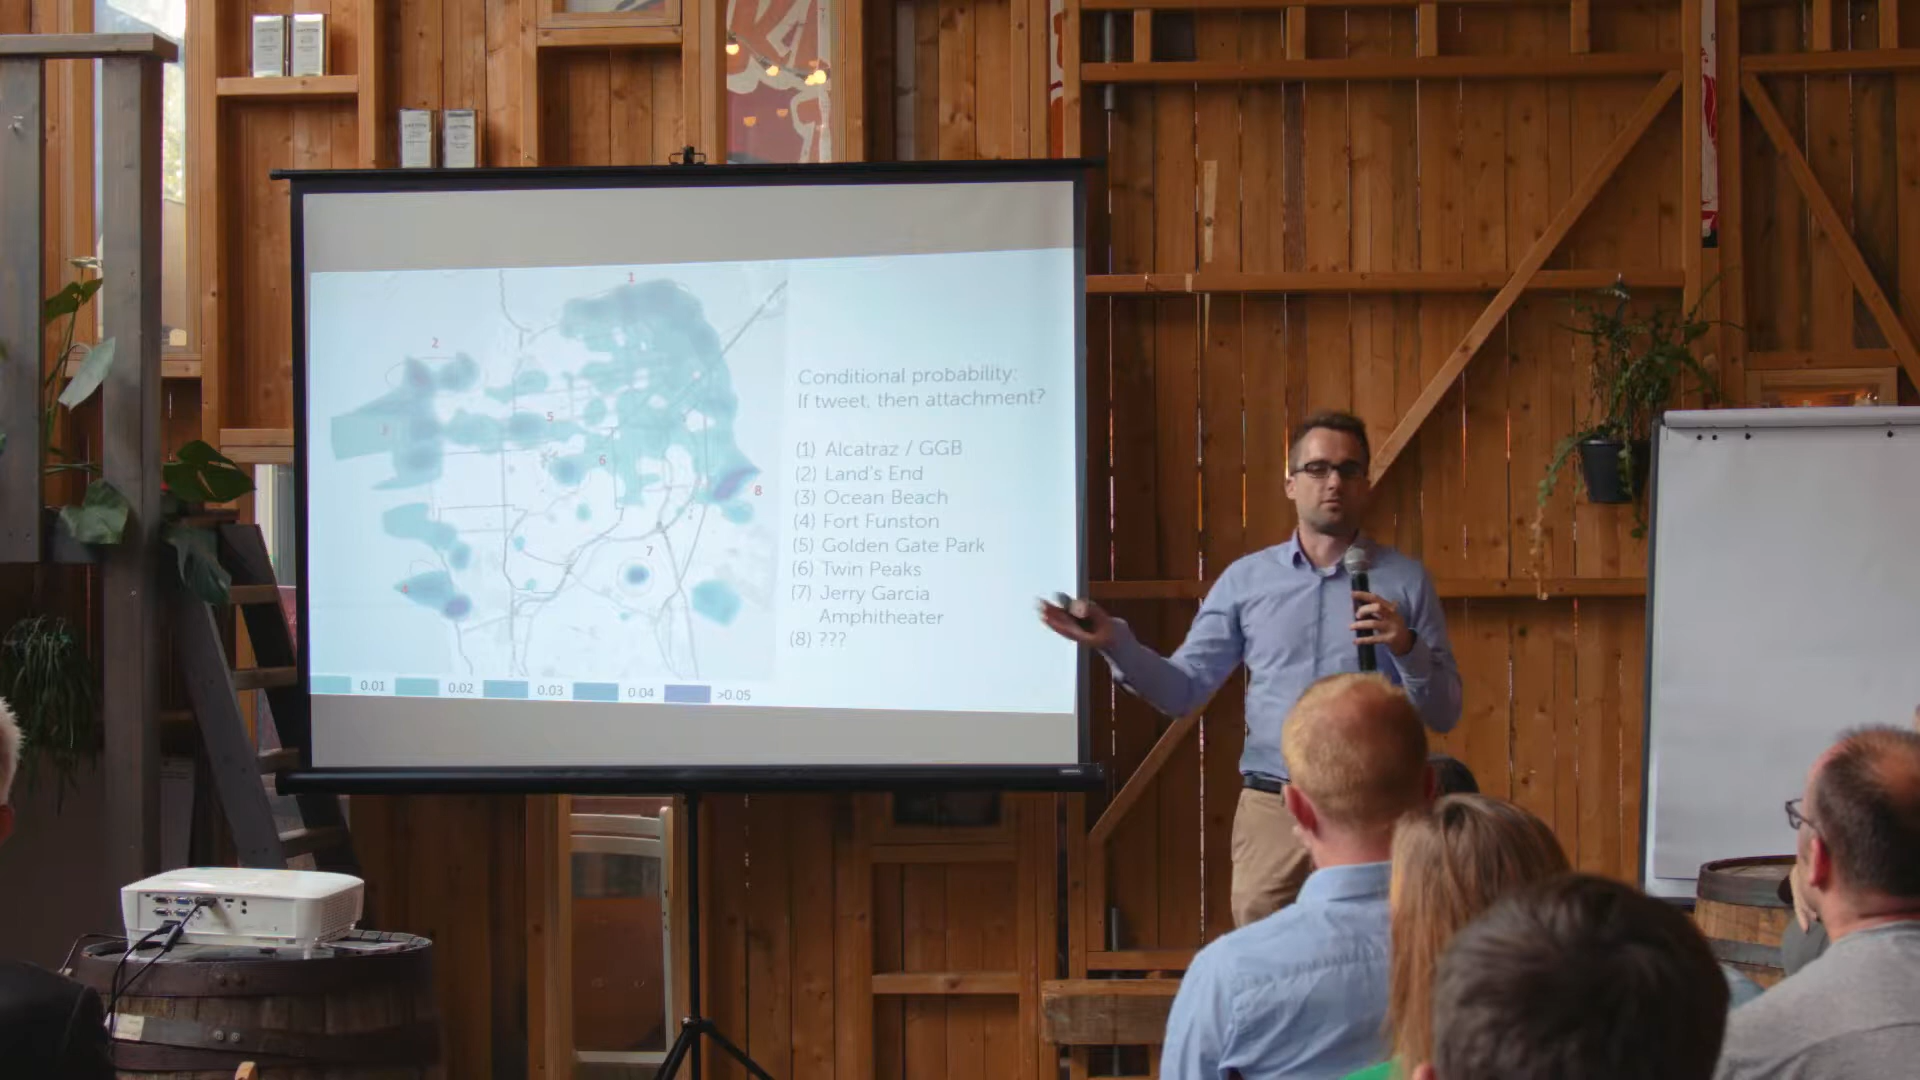 1
2
3
5
6
8
7
4
Conditional probability:
If tweet, then attachment?
(1) Alcatraz / GGB
(2) Land's End
(3) Ocean Beach
(4) Fort Funston
(5) Golden Gate Park
(6) Twin Peaks
(7) Jerry Garcia
Amphitheater
(8) ???
0.01 0.02 0.03 0.04 >0.05